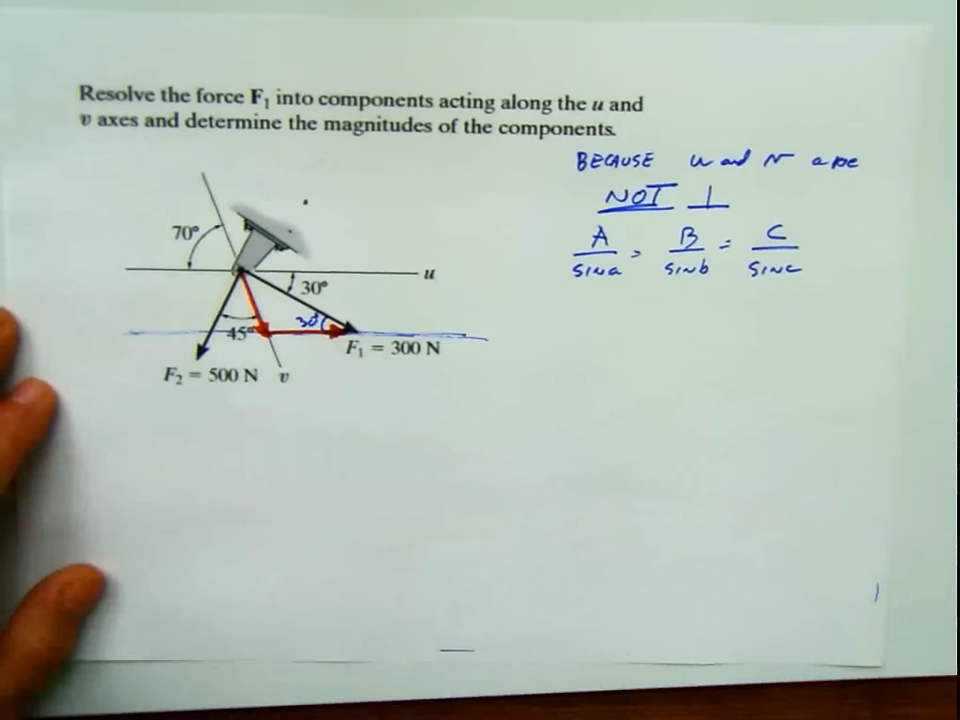 Resolve the force F₁ into components acting along the u and
v axes and determine the magnitudes of the components.
BECAUSE u and v are
NOT ⊥
A/sin a = B/sin b = C/sin c
70°
u
30°
30°
45°
F₁ = 300 N
F₂ = 500 N
v